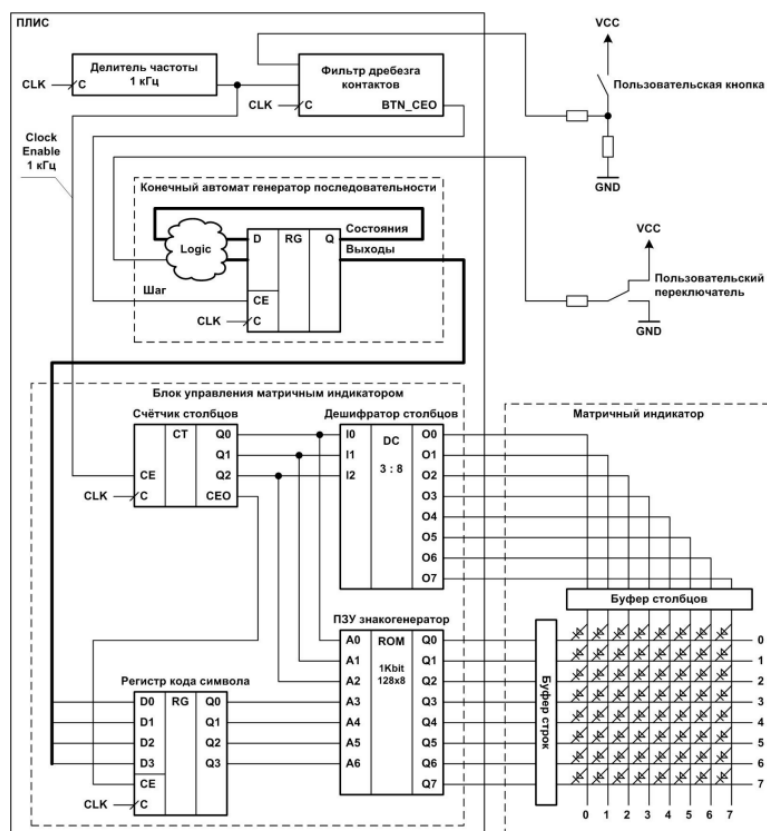 ПЛИС
Делитель частоты
1 кГц
CLK
C
Фильтр дребезга
контактов
CLK
C
BTN_CEO
VCC
Пользовательская кнопка
GND
Clock
Enable
1 кГц
Конечный автомат генератор последовательности
Logic
D
RG
Q
Состояния
Выходы
Шаг
CE
CLK
C
VCC
Пользовательский
переключатель
GND
Блок управления матричным индикатором
Счётчик столбцов
CT
Q0
Q1
Q2
CE
CEO
CLK
C
Дешифратор столбцов
I0
I1
I2
DC
3 : 8
O0
O1
O2
O3
O4
O5
O6
O7
Матричный индикатор
Буфер столбцов
Буфер строк
0
1
2
3
4
5
6
7
0 1 2 3 4 5 6 7
ПЗУ знакогенератор
A0
A1
A2
A3
A4
A5
A6
ROM
1Kbit
128x8
Q0
Q1
Q2
Q3
Q4
Q5
Q6
Q7
Регистр кода символа
D0
D1
D2
D3
RG
Q0
Q1
Q2
Q3
CE
CLK
C